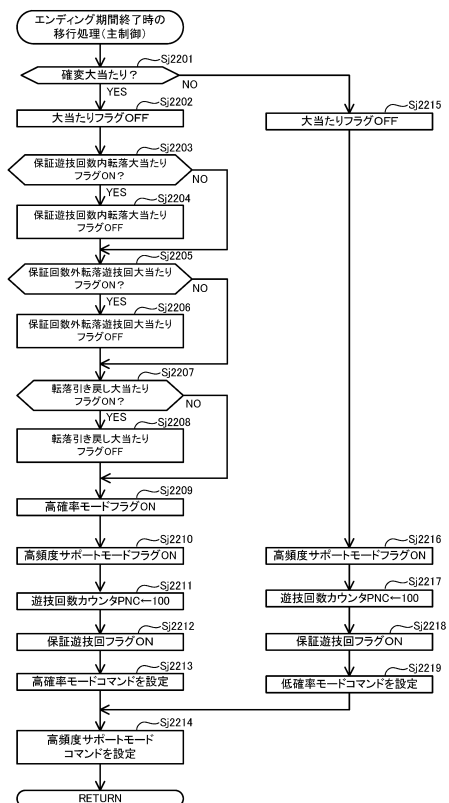 エンディング期間終了時の
移行処理(主制御)
Sj2201
確変大当たり?
NO
YES
Sj2202
大当たりフラグOFF
Sj2215
大当たりフラグOFF
Sj2203
保証遊技回数内転落大当たり
フラグON?
NO
YES
Sj2204
保証遊技回数内転落大当たり
フラグOFF
Sj2205
保証回数外転落遊技回大当たり
フラグON?
NO
YES
Sj2206
保証回数外転落遊技回大当たり
フラグOFF
Sj2207
転落引き戻し大当たり
フラグON?
NO
YES
Sj2208
転落引き戻し大当たり
フラグOFF
Sj2209
高確率モードフラグON
Sj2210
高頻度サポートモードフラグON
Sj2216
高頻度サポートモードフラグON
Sj2211
遊技回数カウンタPNC←100
Sj2217
遊技回数カウンタPNC←100
Sj2212
保証遊技回フラグON
Sj2218
保証遊技回フラグON
Sj2213
高確率モードコマンドを設定
Sj2219
低確率モードコマンドを設定
Sj2214
高頻度サポートモード
コマンドを設定
RETURN